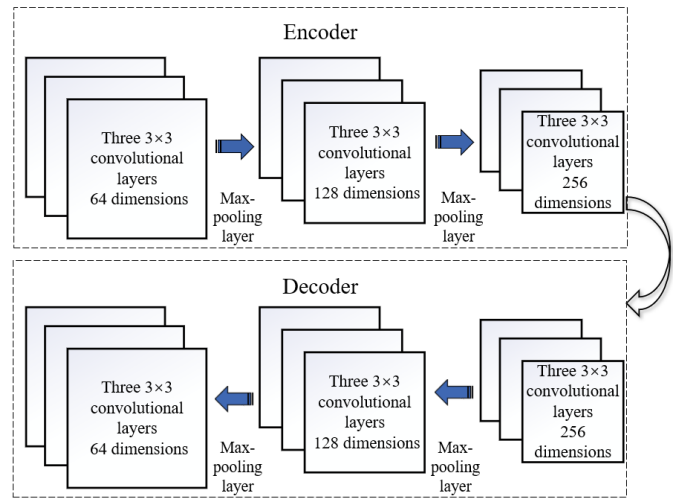 Encoder
Three 3×3
convolutional
layers
64 dimensions
Max-
pooling
layer
Three 3×3
convolutional
layers
128 dimensions
Max-
pooling
layer
Three 3×3
convolutional
layers
256
dimensions
Decoder
Three 3×3
convolutional
layers
64 dimensions
Max-
pooling
layer
Three 3×3
convolutional
layers
128 dimensions
Max-
pooling
layer
Three 3×3
convolutional
layers
256
dimensions